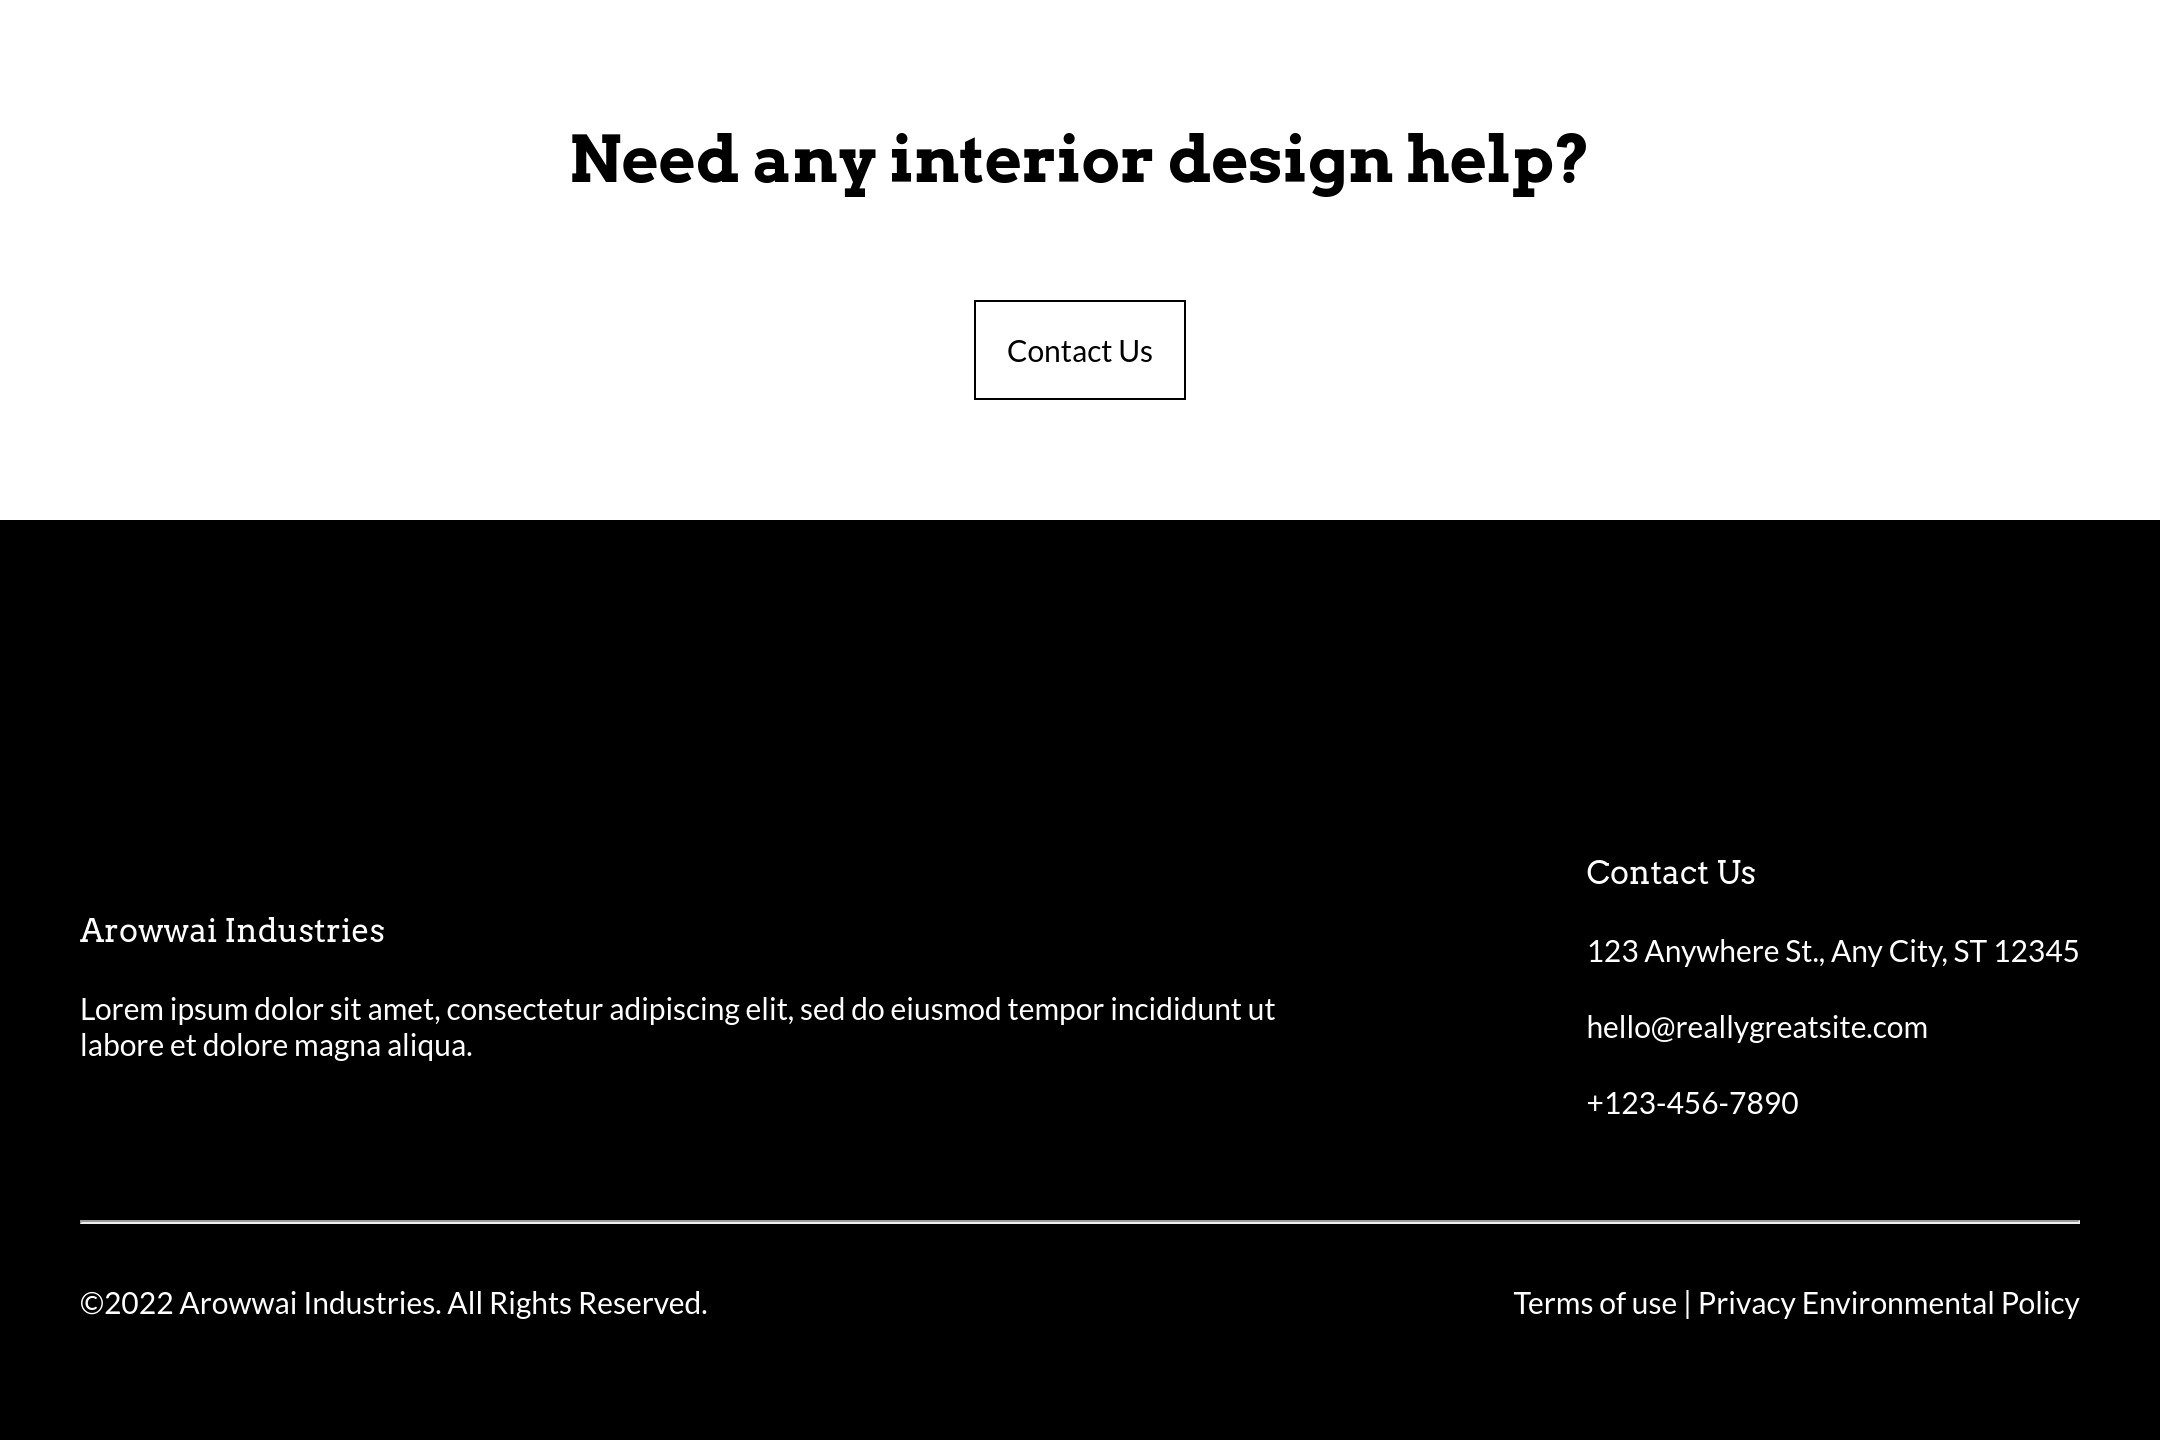 Need any interior design help?
Contact Us
Arowwai Industries
Lorem ipsum dolor sit amet, consectetur adipiscing elit, sed do eiusmod tempor incididunt ut
labore et dolore magna aliqua.
Contact Us
123 Anywhere St., Any City, ST 12345
hello@reallygreatsite.com
+123-456-7890
©2022 Arowwai Industries. All Rights Reserved.
Terms of use | Privacy Environmental Policy